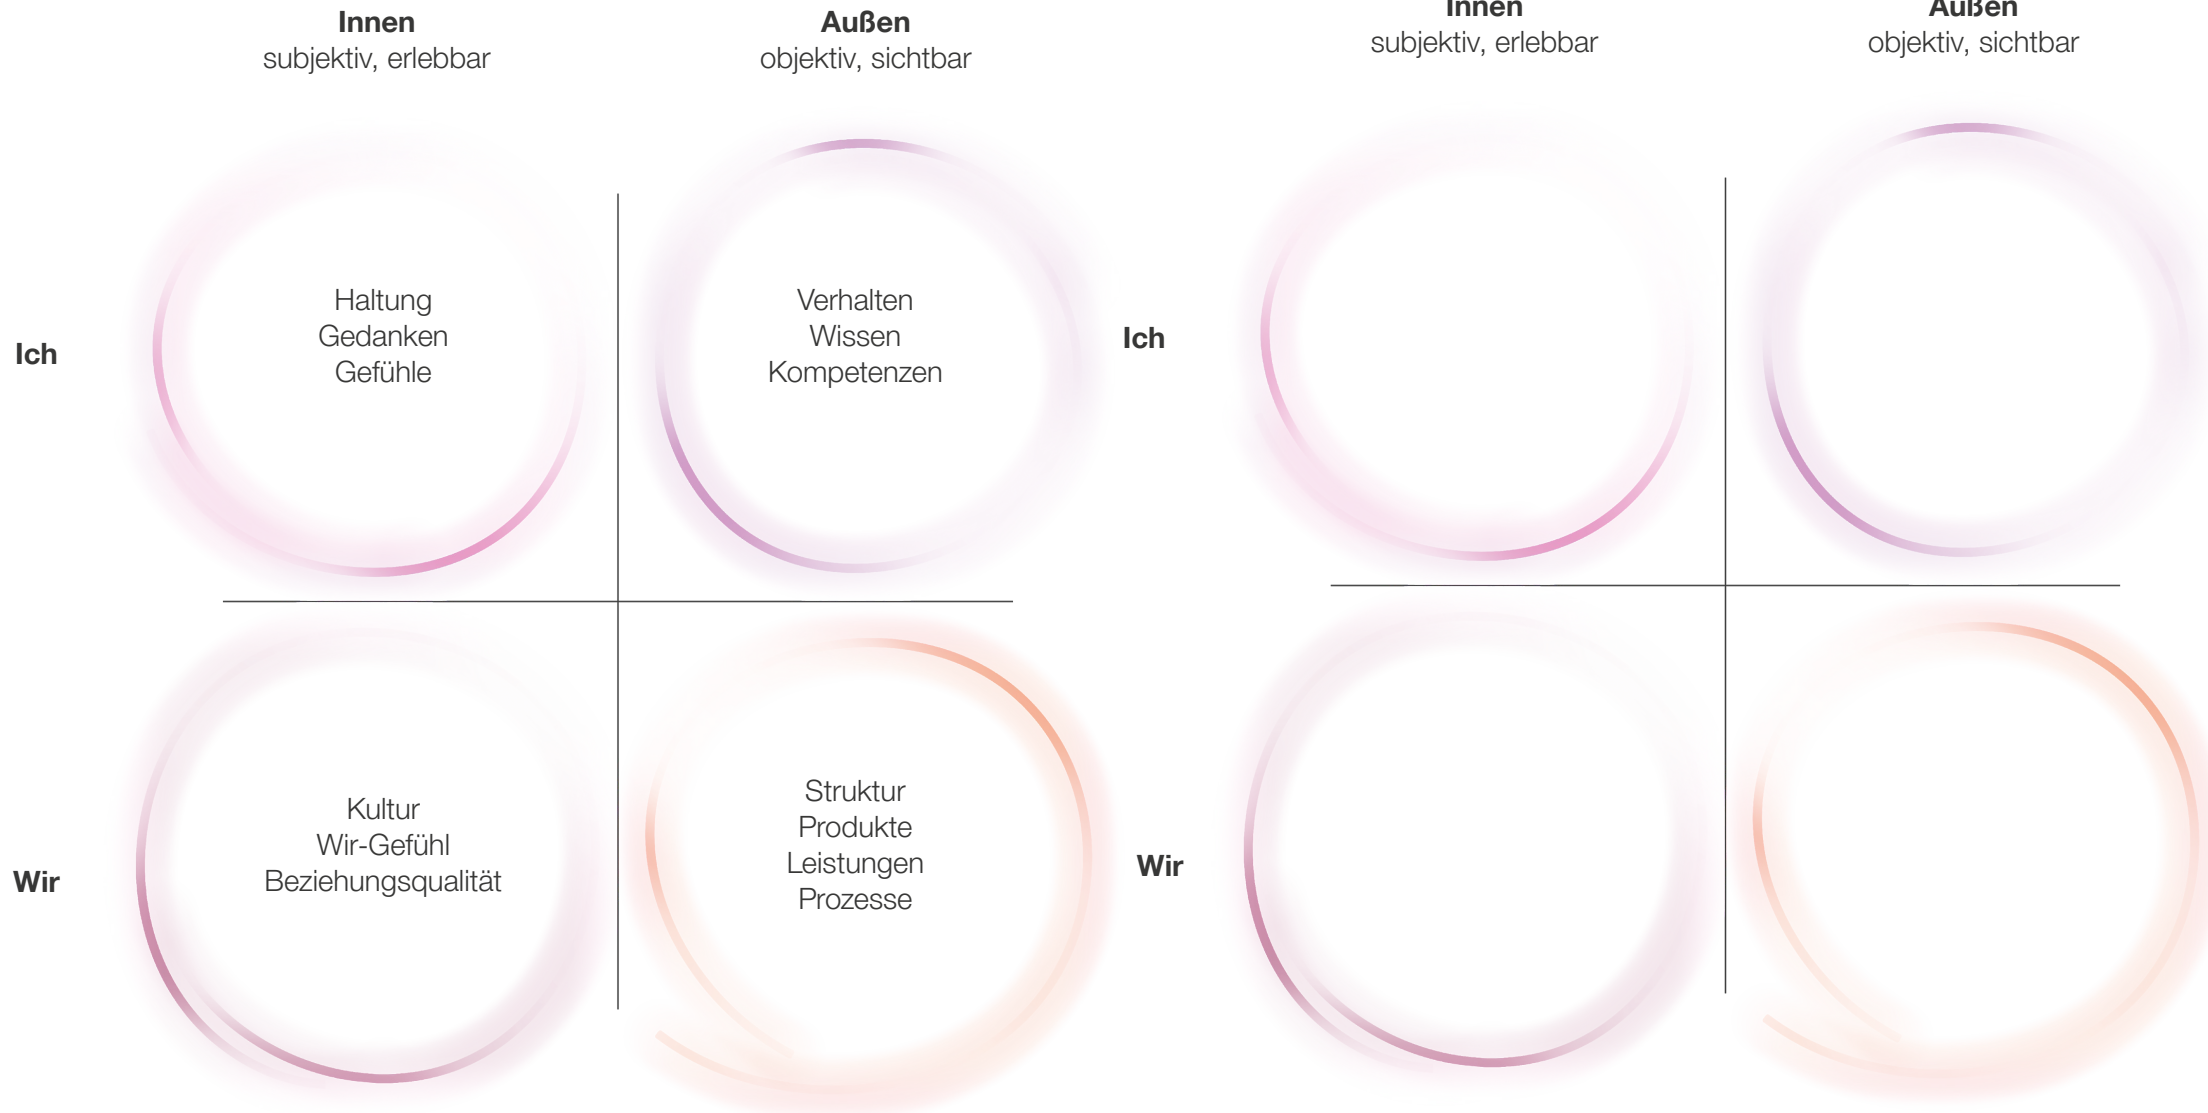 Innen
subjektiv, erlebbar
Außen
objektiv, sichtbar
Ich
Haltung
Gedanken
Gefühle
Verhalten
Wissen
Kompetenzen
Wir
Kultur
Wir-Gefühl
Beziehungsqualität
Struktur
Produkte
Leistungen
Prozesse
Innen
subjektiv, erlebbar
Außen
objektiv, sichtbar
Ich
Wir